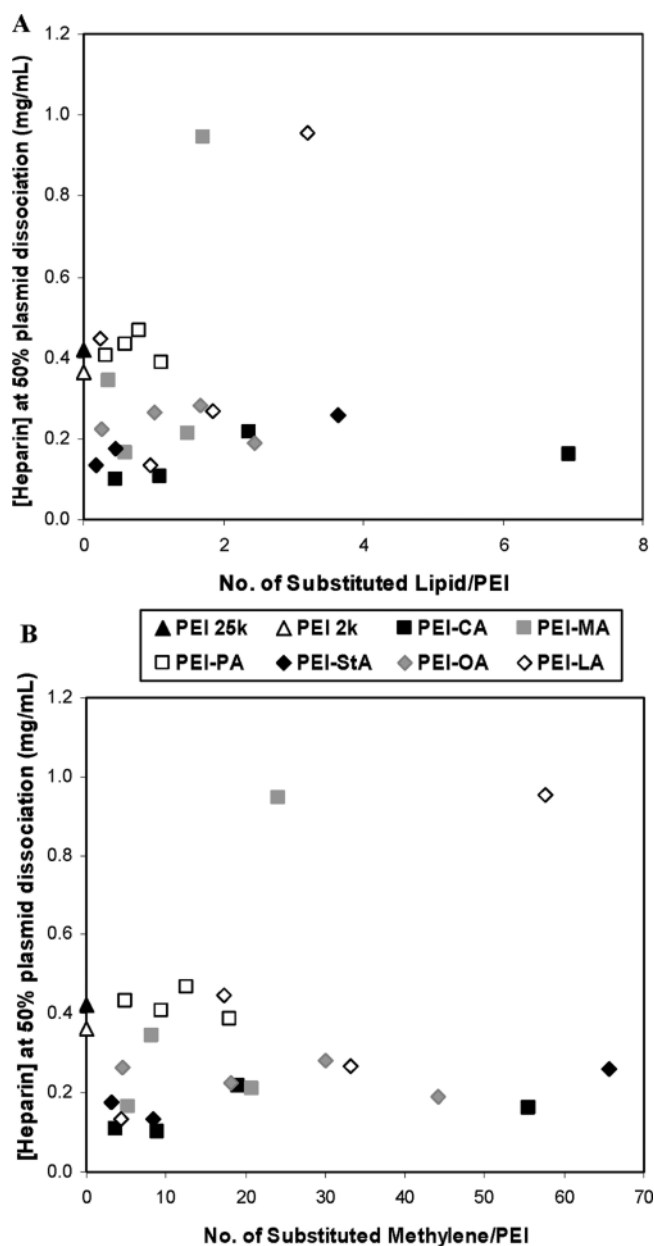 A
[Heparin] at 50% plasmid dissociation (mg/mL)
1.2
1.0
0.8
0.6
0.4
0.2
0.0
0 2 4 6 8
No. of Substituted Lipid/PEI
PEI 25k PEI 2k PEI-CA PEI-MA
PEI-PA PEI-StA PEI-OA PEI-LA
B
[Heparin] at 50% plasmid dissociation (mg/mL)
1.2
1.0
0.8
0.6
0.4
0.2
0.0
0 10 20 30 40 50 60 70
No. of Substituted Methylene/PEI